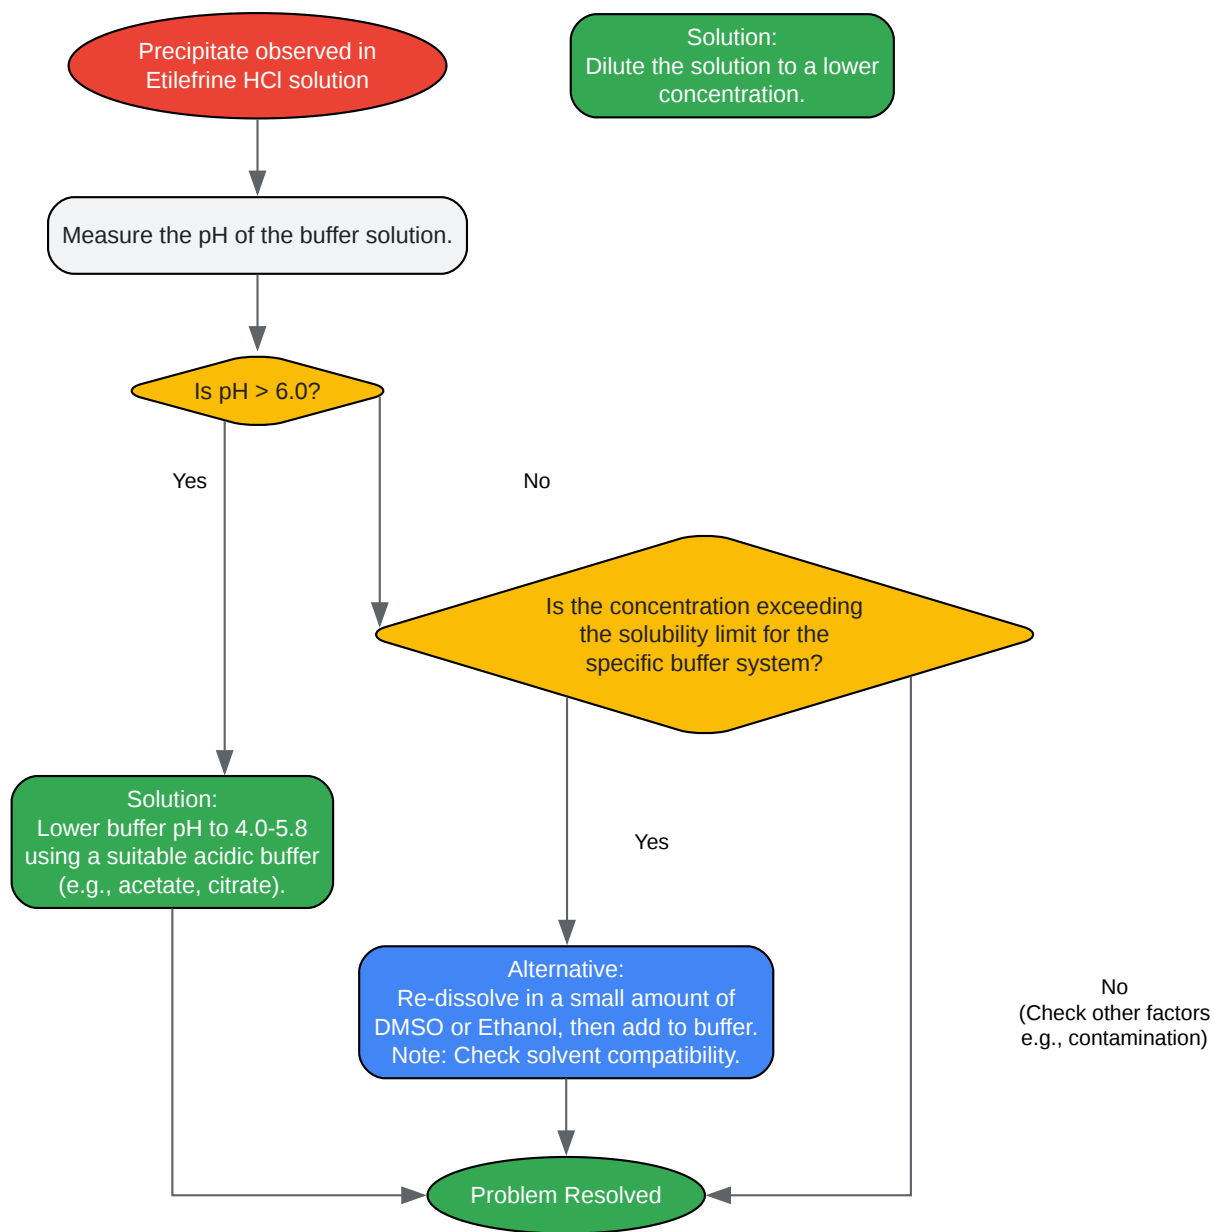 Precipitate observed in
Etilefrine HCl solution
Solution:
Dilute the solution to a lower
concentration.
Measure the pH of the buffer solution.
Is pH > 6.0?
Yes
No
Is the concentration exceeding
the solubility limit for the
specific buffer system?
Solution:
Lower buffer pH to 4.0-5.8
using a suitable acidic buffer
(e.g., acetate, citrate).
Yes
Alternative:
Re-dissolve in a small amount of
DMSO or Ethanol, then add to buffer.
Note: Check solvent compatibility.
No
(Check other factors
e.g., contamination)
Problem Resolved